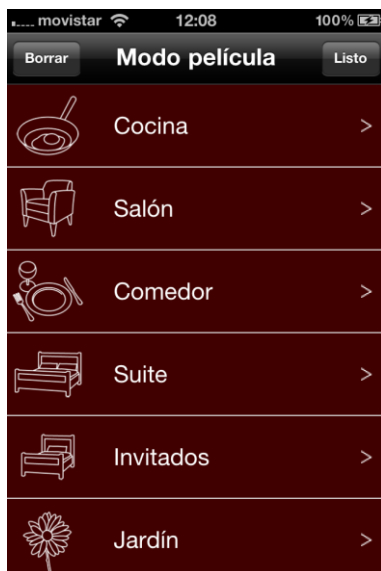 movistar 12:08 100%
Borrar Modo película Listo
Cocina >
Salón >
Comedor >
Suite >
Invitados >
Jardín >